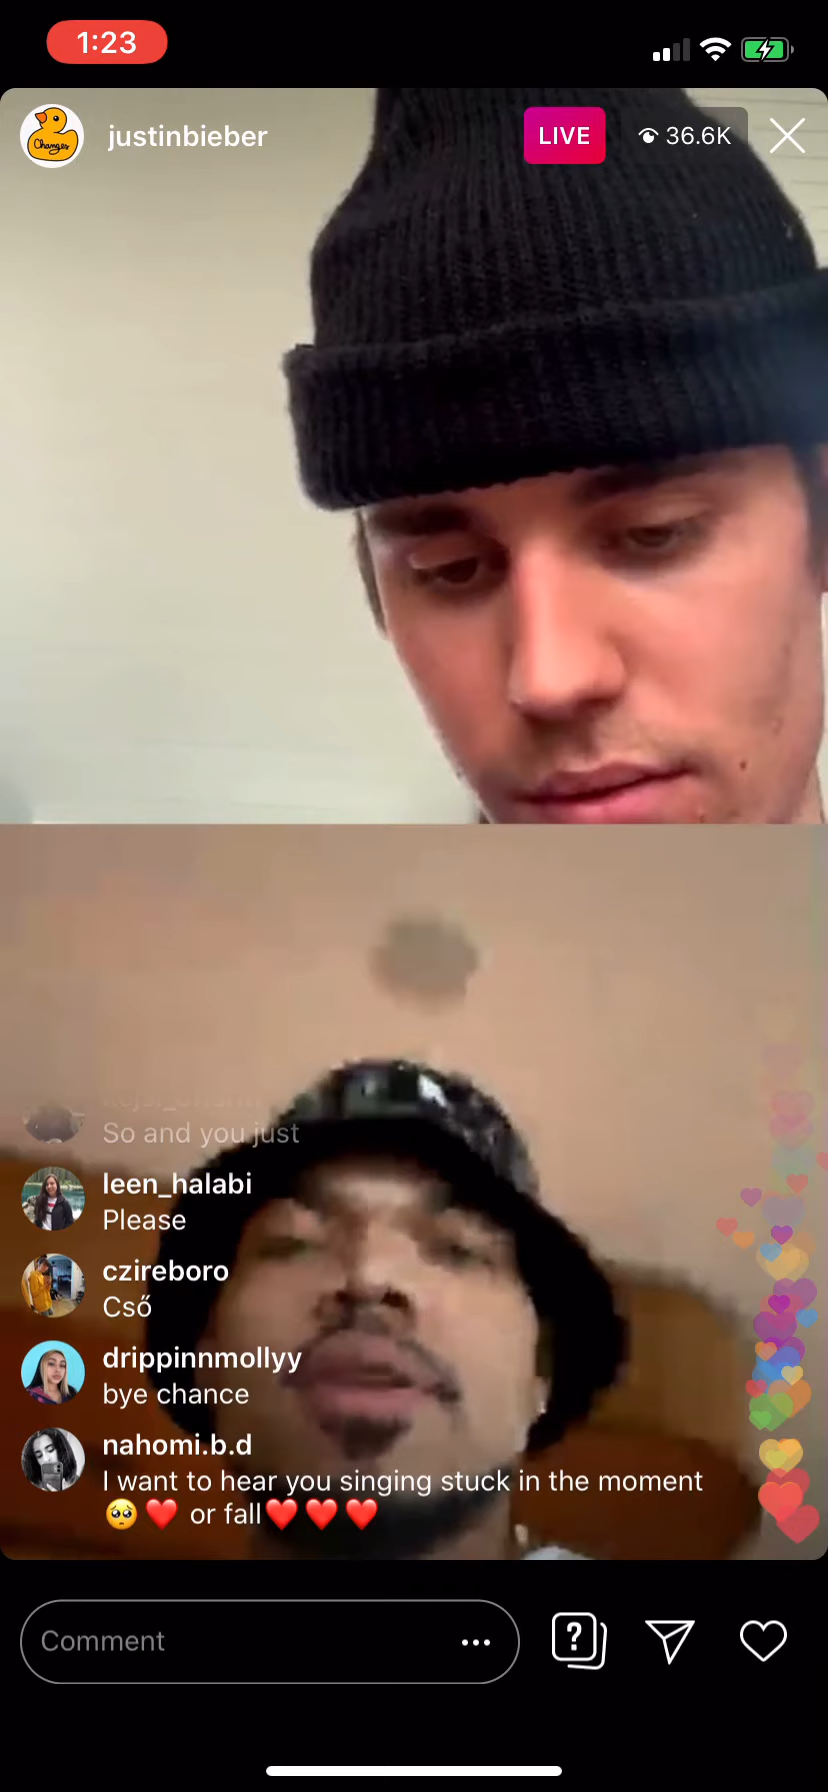 1:23
Changes
justinbieber
LIVE
36.6K
So and you just
leen_halabi
Please
czireboro
Cső
drippinnmollyy
bye chance
nahomi.b.d
I want to hear you singing stuck in the moment
🥺❤️ or fall❤️❤️❤️
Comment